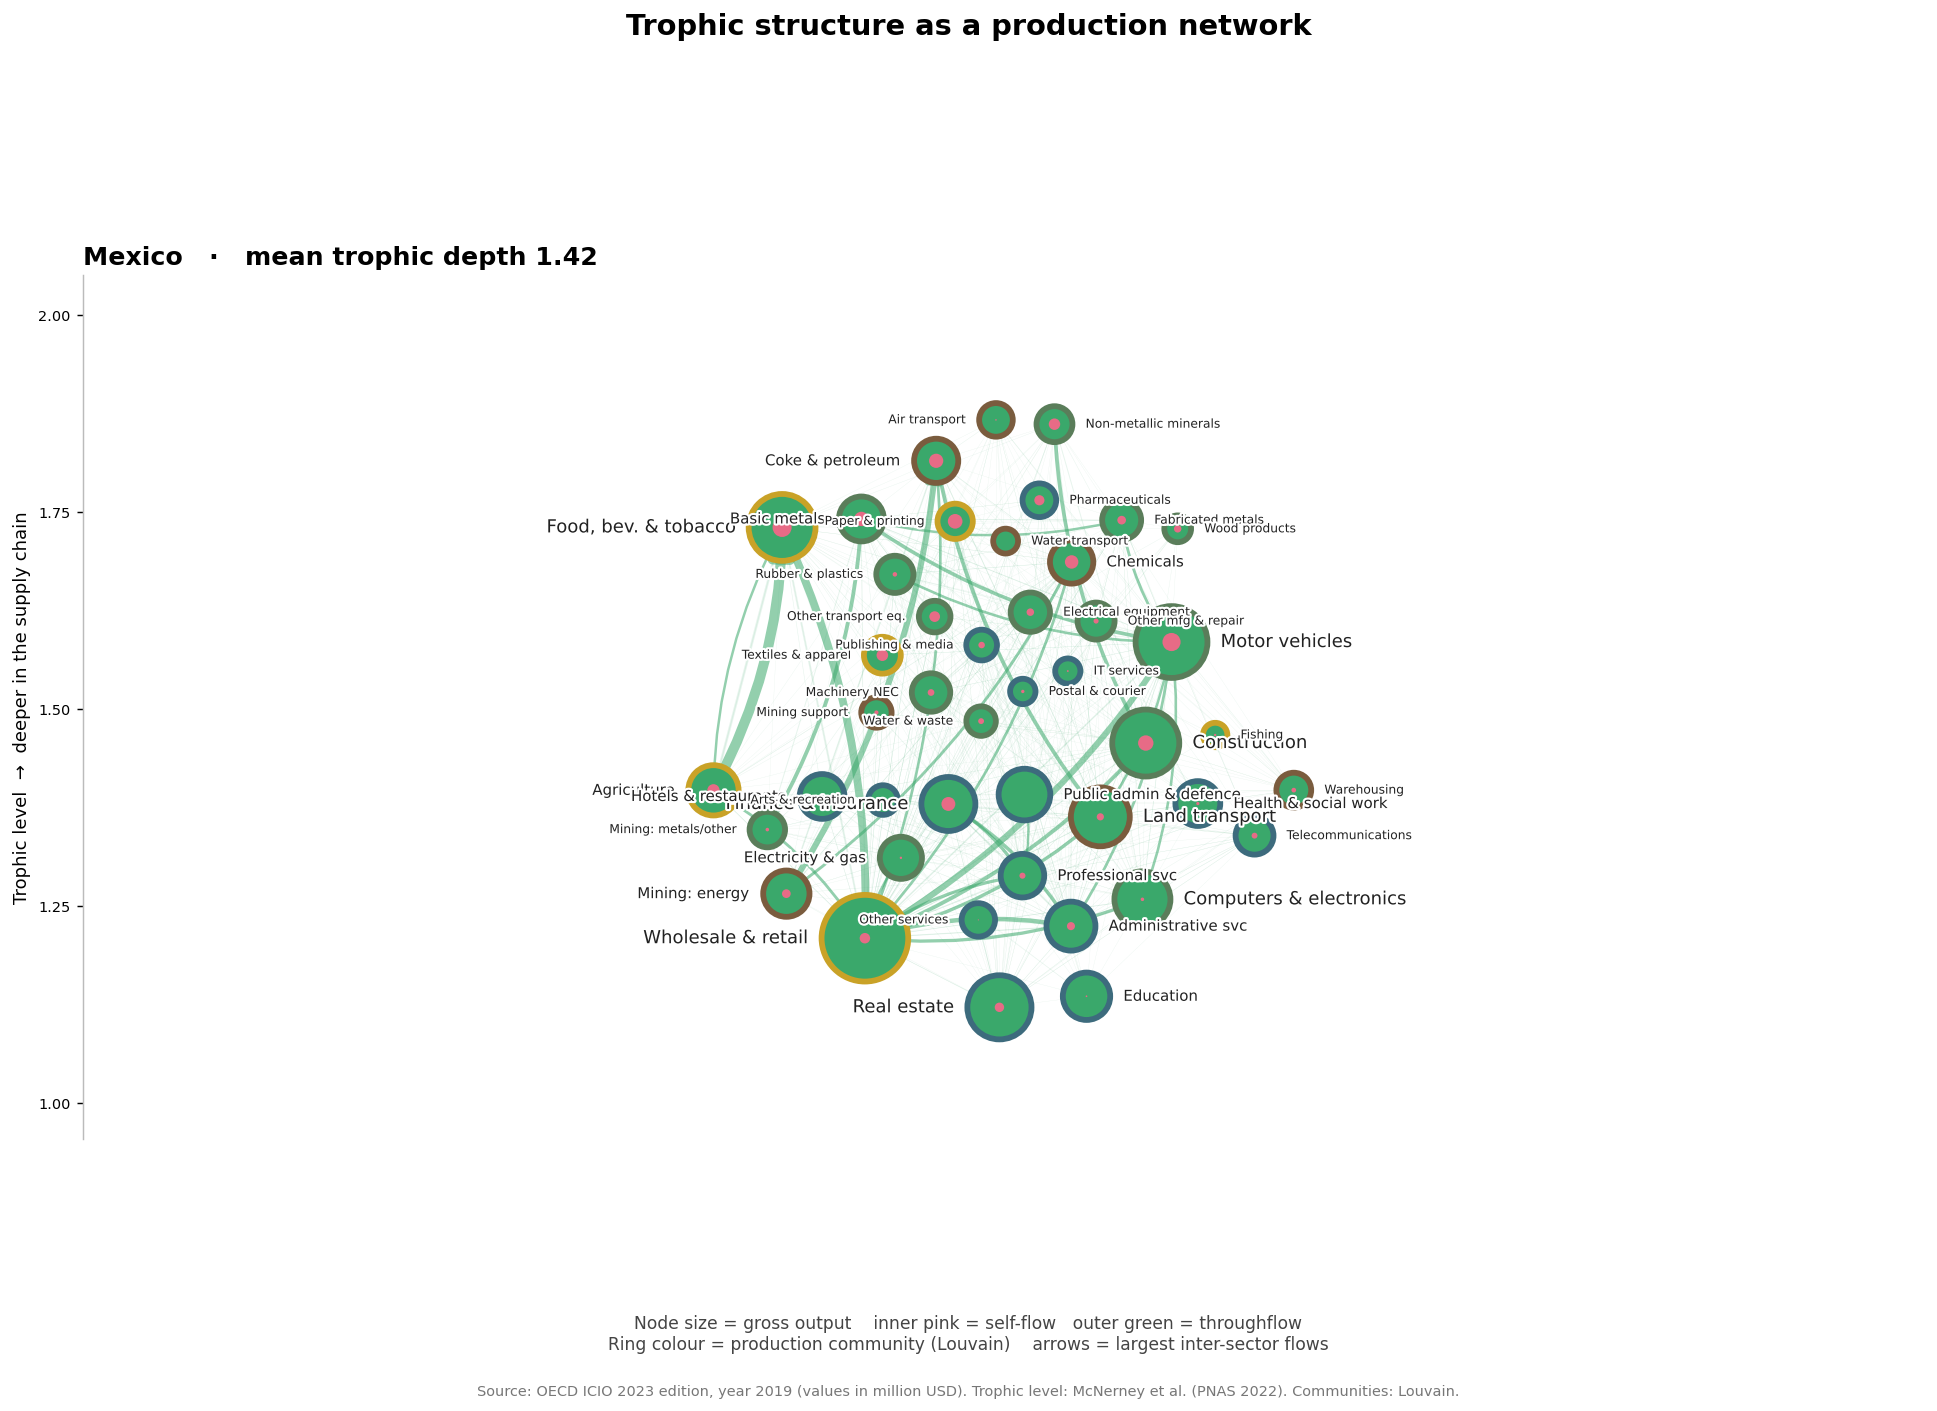 Trophic structure as a production network
Mexico · mean trophic depth 1.42
Trophic level → deeper in the supply chain
2.00
1.75
1.50
1.25
1.00
Air transport
Non-metallic minerals
Coke & petroleum
Pharmaceuticals
Food, bev. & tobacco
Basic metals
Paper & printing
Fabricated metals
Wood products
Water transport
Chemicals
Rubber & plastics
Other transport eq.
Electrical equipment
Other mfg & repair
Motor vehicles
Publishing & media
Textiles & apparel
IT services
Machinery NEC
Postal & courier
Mining support
Water & waste
Fishing
Construction
Agriculture
Hotels & restaurants
Arts & recreation
Finance & insurance
Public admin & defence
Health & social work
Warehousing
Land transport
Mining: metals/other
Telecommunications
Electricity & gas
Professional svc
Mining: energy
Computers & electronics
Other services
Administrative svc
Wholesale & retail
Real estate
Education
Node size = gross output    inner pink = self-flow   outer green = throughflow
Ring colour = production community (Louvain)    arrows = largest inter-sector flows
Source: OECD ICIO 2023 edition, year 2019 (values in million USD). Trophic level: McNerney et al. (PNAS 2022). Communities: Louvain.